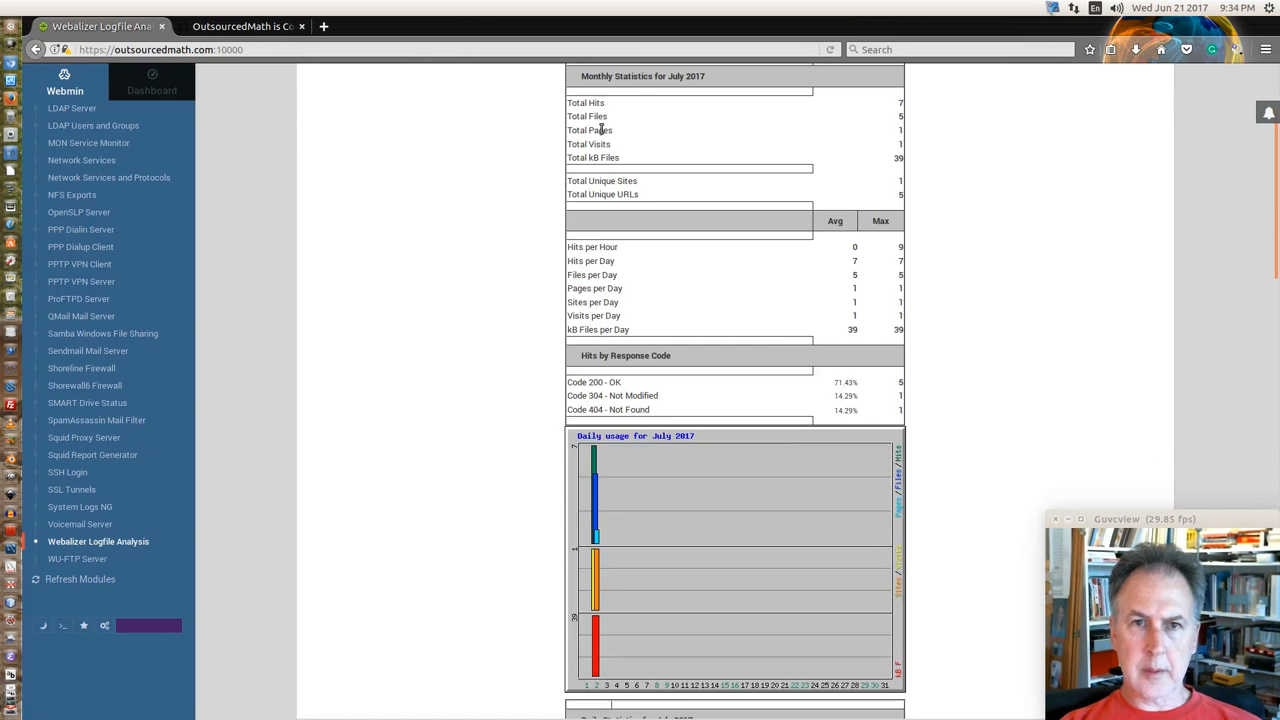 En
Wed Jun 21 2017 9:34 PM
Webalizer Logfile Ana
OutsourcedMath is Co
https://outsourcedmath.com:10000
Search
Webmin
Dashboard
LDAP Server
LDAP Users and Groups
MON Service Monitor
Network Services
Network Services and Protocols
NFS Exports
OpenSLP Server
PPP Dialin Server
PPP Dialup Client
PPTP VPN Client
PPTP VPN Server
ProFTPD Server
QMail Mail Server
Samba Windows File Sharing
Sendmail Mail Server
Shoreline Firewall
Shorewall6 Firewall
SMART Drive Status
SpamAssassin Mail Filter
Squid Proxy Server
Squid Report Generator
SSH Login
SSL Tunnels
System Logs NG
Voicemail Server
Webalizer Logfile Analysis
WU-FTP Server
Refresh Modules
Monthly Statistics for July 2017
Total Hits 7
Total Files 5
Total Pages 1
Total Visits 1
Total kB Files 39
Total Unique Sites 1
Total Unique URLs 5
Avg Max
Hits per Hour 0 9
Hits per Day 7 7
Files per Day 5 5
Pages per Day 1 1
Sites per Day 1 1
Visits per Day 1 1
kB Files per Day 39 39
Hits by Response Code
Code 200 - OK 71.43% 5
Code 304 - Not Modified 14.29% 1
Code 404 - Not Found 14.29% 1
Daily usage for July 2017
7
1
39
Pages / Files / Hits
Sites / Visits
kB F
1 2 3 4 5 6 7 8 9 10 11 12 13 14 15 16 17 18 19 20 21 22 23 24 25 26 27 28 29 30 31
Guvcview (29.85 fps)